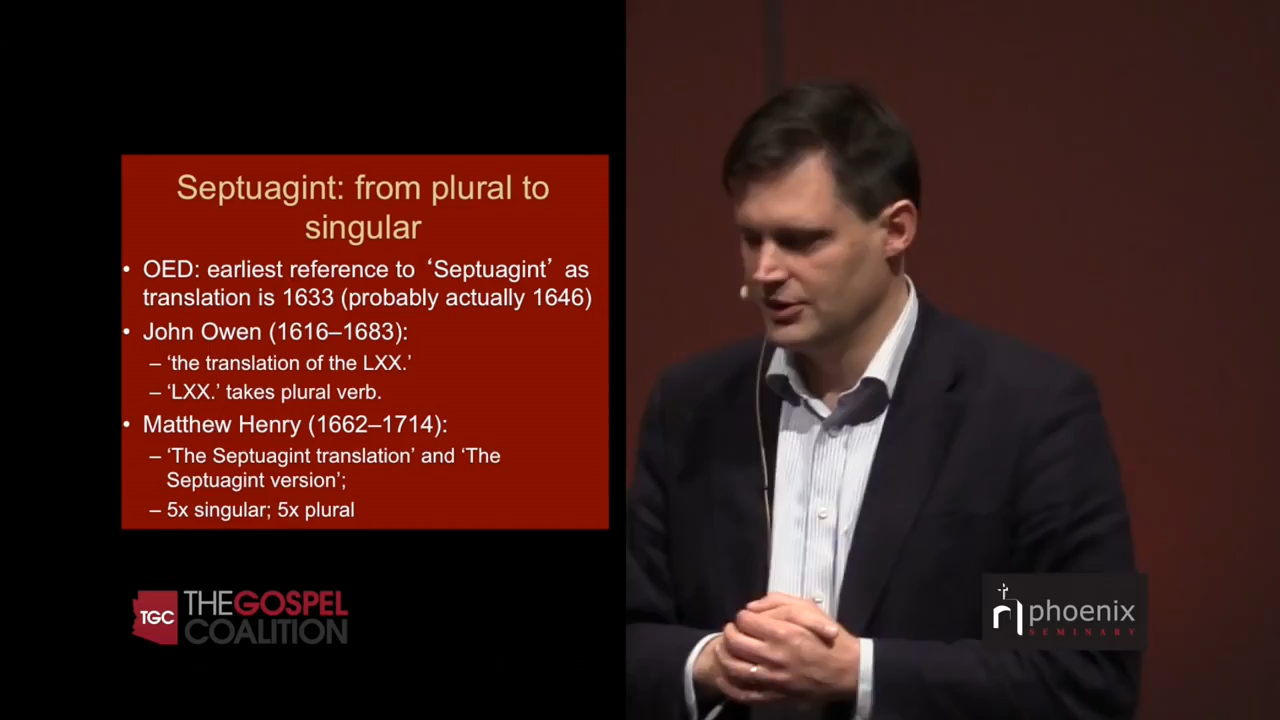 Septuagint: from plural to
singular
• OED: earliest reference to ‘Septuagint’ as
translation is 1633 (probably actually 1646)
• John Owen (1616–1683):
– ‘the translation of the LXX.’
– ‘LXX.’ takes plural verb.
• Matthew Henry (1662–1714):
– ‘The Septuagint translation’ and ‘The
Septuagint version’;
– 5x singular; 5x plural
TGC THE GOSPEL
COALITION
phoenix
SEMINARY